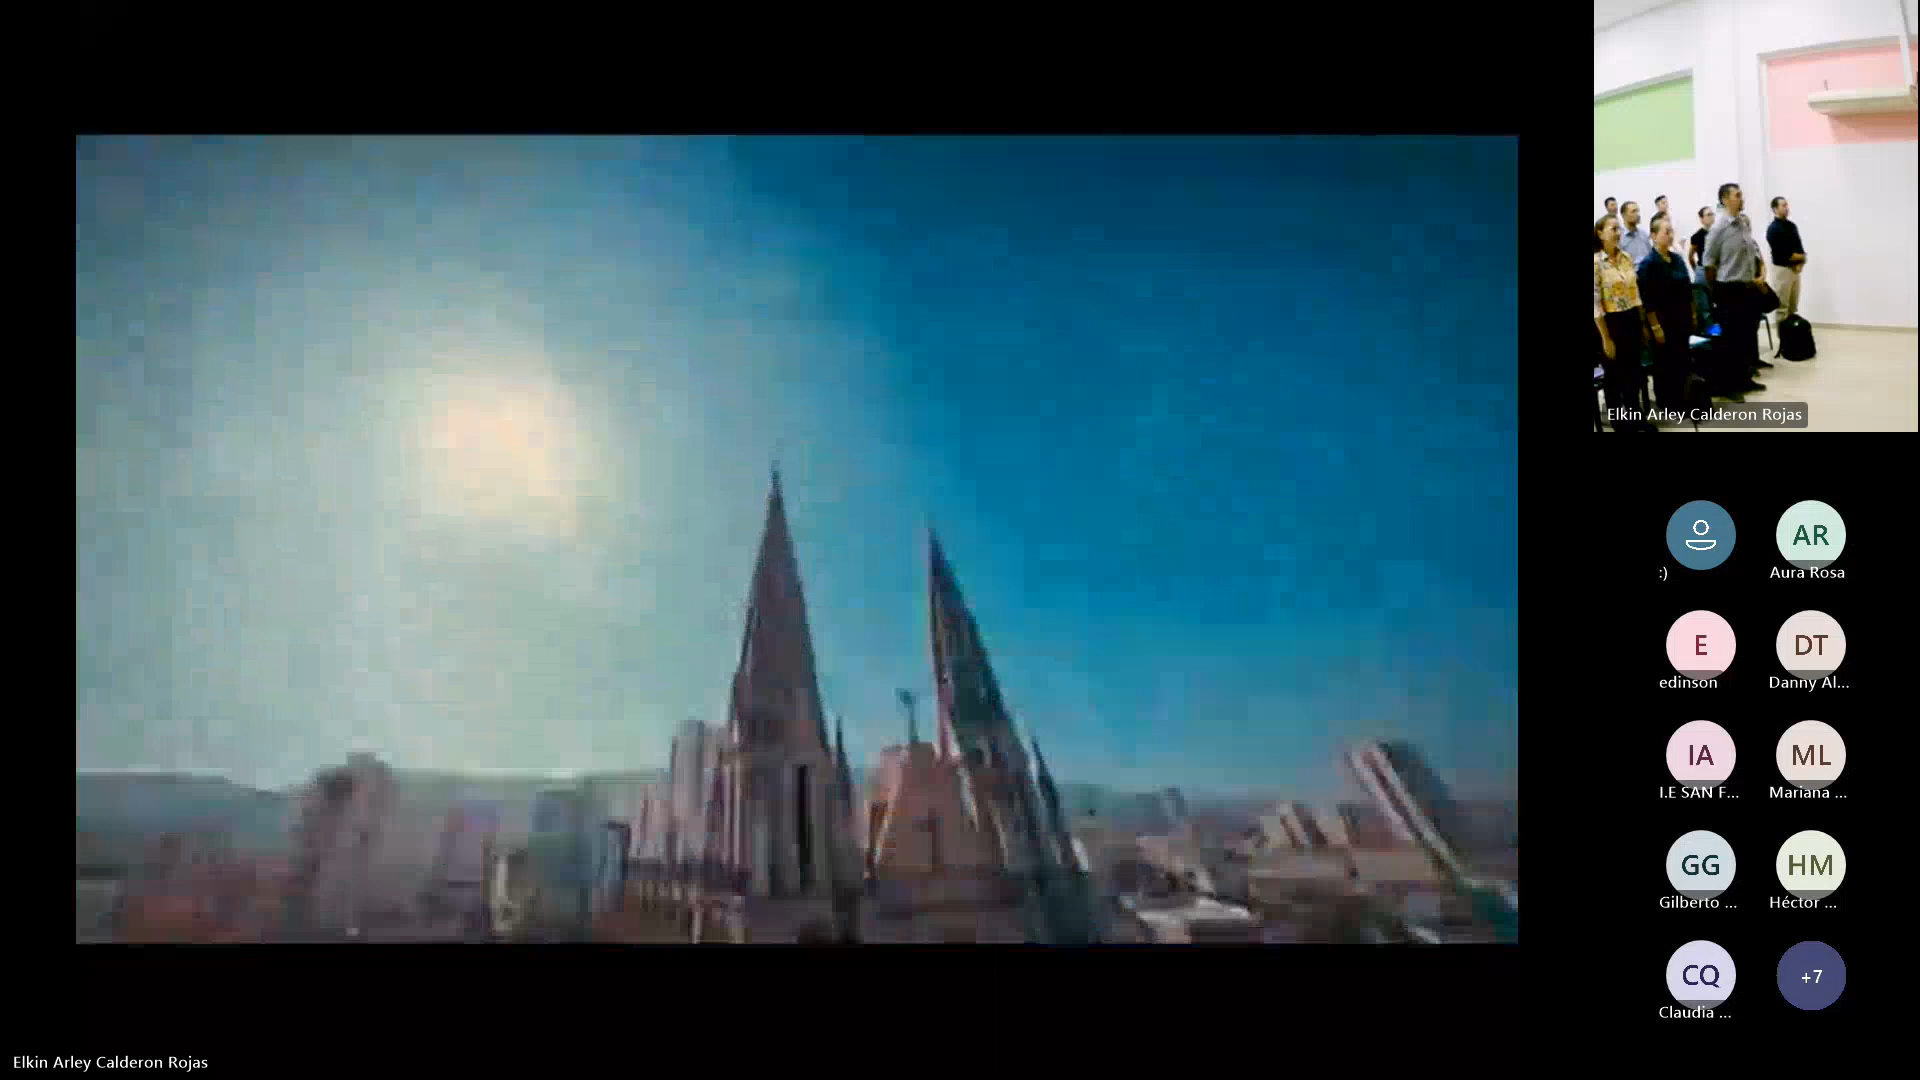 Elkin Arley Calderon Rojas
:)
AR
Aura Rosa
E
edinson
DT
Danny Al...
IA
I.E SAN F...
ML
Mariana ...
GG
Gilberto ...
HM
Héctor ...
CQ
Claudia ...
+7
Elkin Arley Calderon Rojas